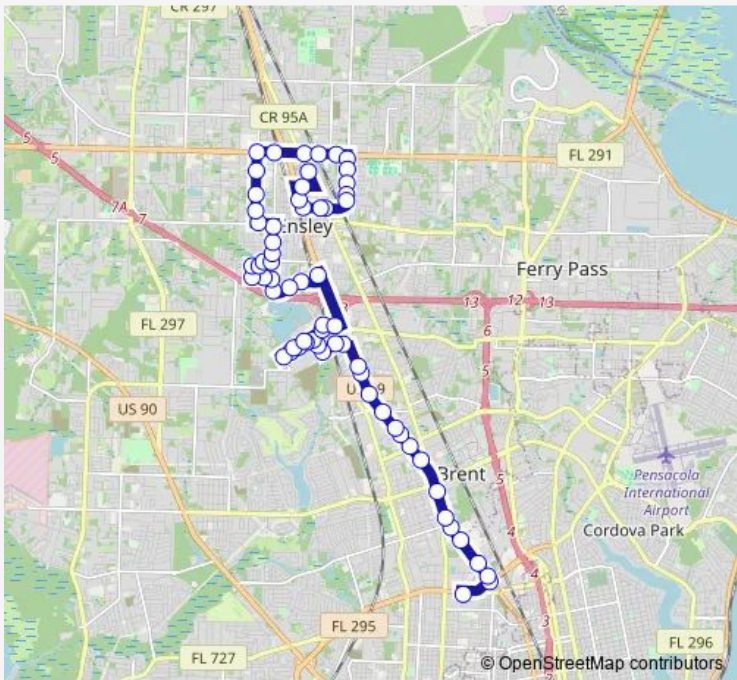 CR 297
CR 95A
FL 291
5
5
7A
7
Ensley
Ferry Pass
13
12
13
6
FL 297
5
US 90
Brent
5
Pensacola
International
Airport
Cordova Park
4
4
FL 295
3
FL 727
FL 296
© OpenStreetMap contributors